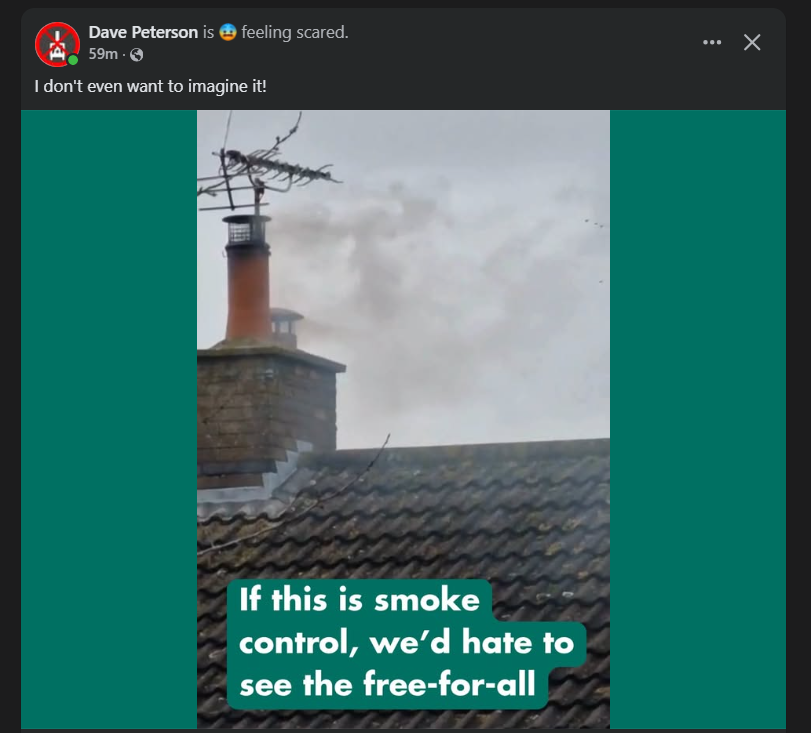 Dave Peterson is feeling scared.
59m ·
I don't even want to imagine it!
If this is smoke
control, we'd hate to
see the free-for-all